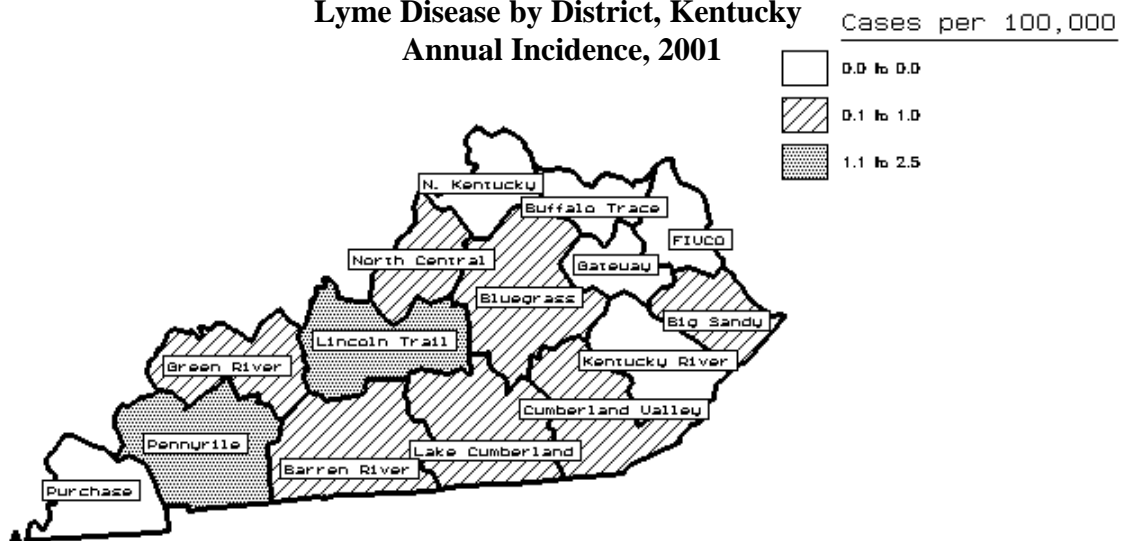 Lyme Disease by District, Kentucky
Annual Incidence, 2001
Cases per 100,000
0.0 to 0.0
0.1 to 1.0
1.1 to 2.5
N. Kentucky
Buffalo Trace
FIVCO
North Central
Gateway
Bluegrass
Big Sandy
Lincoln Trail
Kentucky River
Green River
Cumberland Valley
Pennyrile
Lake Cumberland
Barren River
Purchase